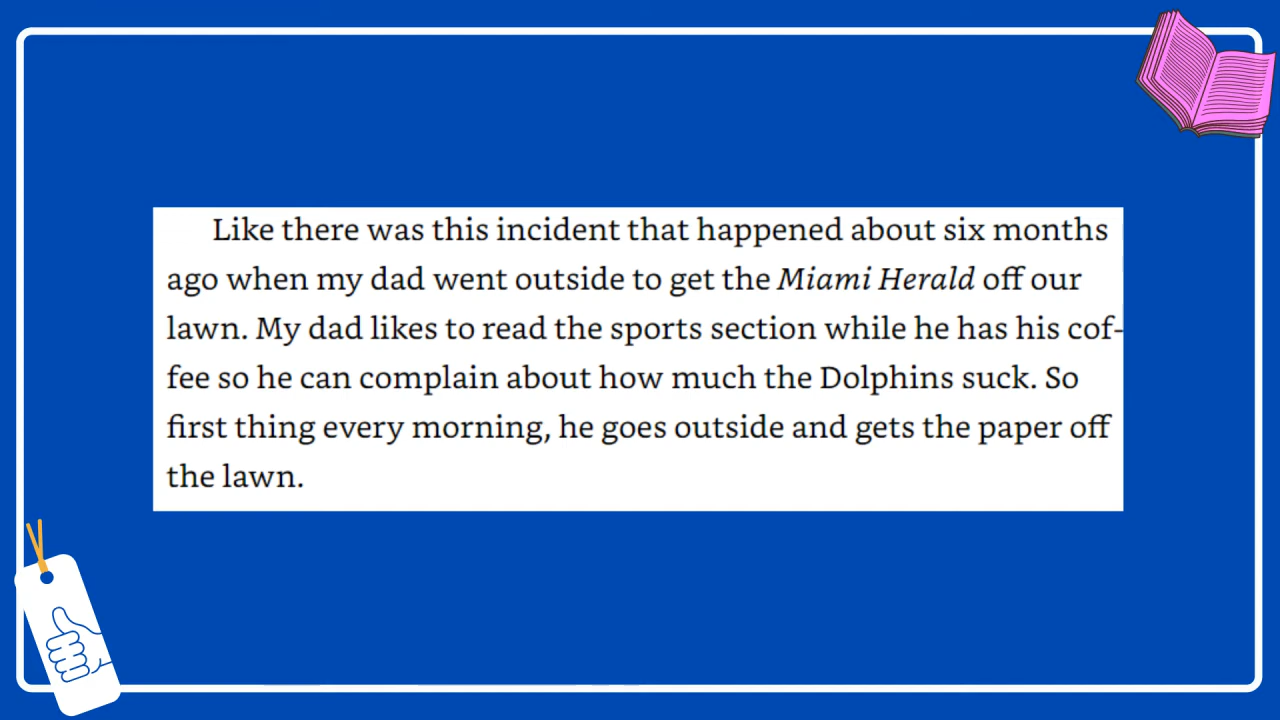 Like there was this incident that happened about six months
ago when my dad went outside to get the Miami Herald off our
lawn. My dad likes to read the sports section while he has his cof-
fee so he can complain about how much the Dolphins suck. So
first thing every morning, he goes outside and gets the paper off
the lawn.